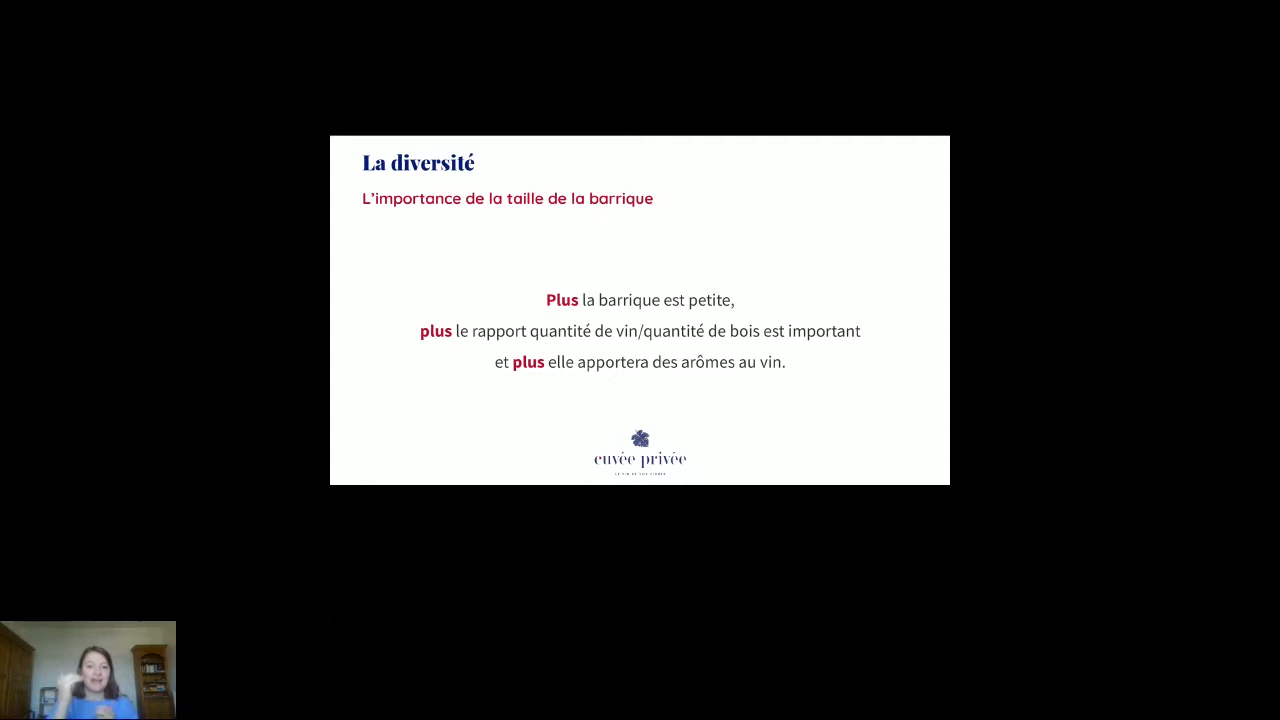 La diversité
L'importance de la taille de la barrique
Plus la barrique est petite,
plus le rapport quantité de vin/quantité de bois est important
et plus elle apportera des arômes au vin.
cuvée privée